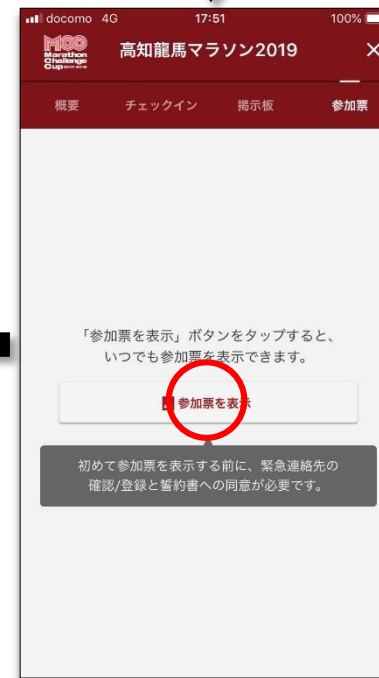 docomo 4G 17:51 100%
MCC
Marathon
Challenge
Cup
高知龍馬マラソン2019 ×
概要 チェックイン 掲示板 参加票
「参加票を表示」ボタンをタップすると、
いつでも参加票を表示できます。
参加票を表示
初めて参加票を表示する前に、緊急連絡先の
確認/登録と誓約書への同意が必要です。